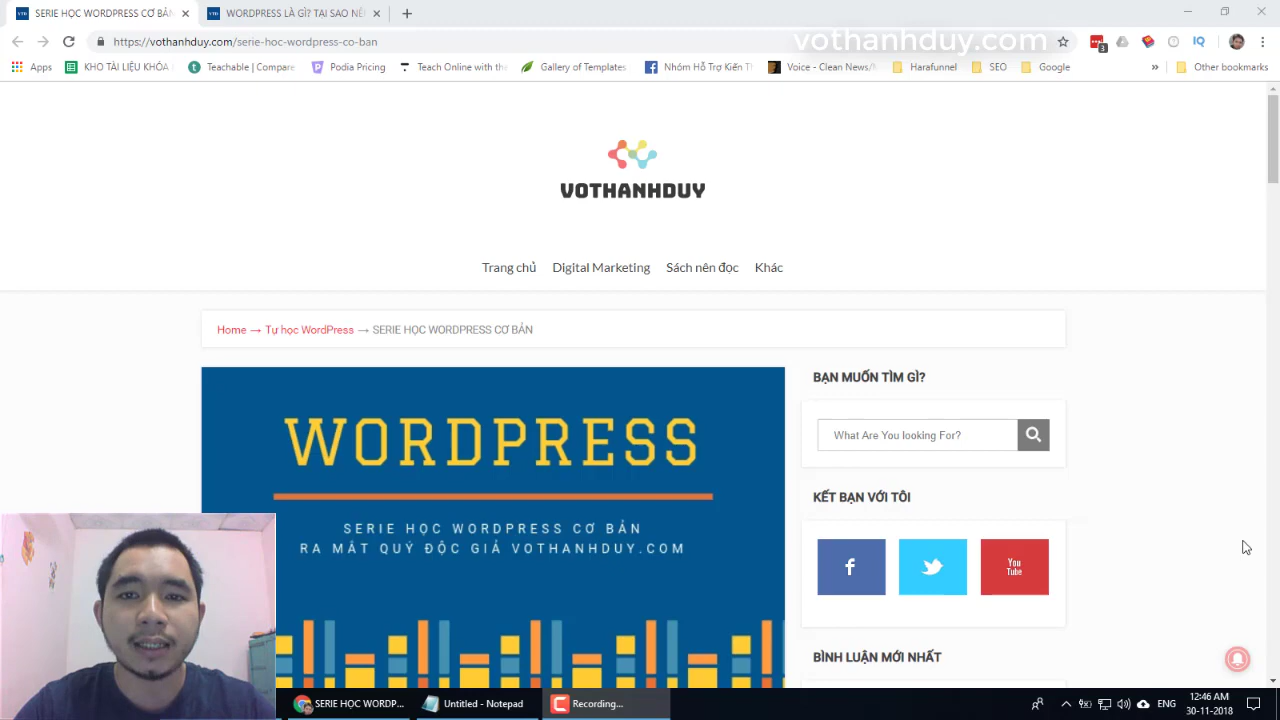 SERIE HỌC WORDPRESS CƠ BẢN
WORDPRESS LÀ GÌ? TẠI SAO NÊ
https://vothanhduy.com/serie-hoc-wordpress-co-ban
vothanhduy.com
3
IQ
Apps
KHO TÀI LIỆU KHÓA
Teachable | Compare
Podia Pricing
Teach Online with the
Gallery of Templates
Nhóm Hỗ Trợ Kiến Th
Voice - Clean News/M
Harafunnel
SEO
Google
Other bookmarks
VOTHANHDUY
Trang chủ
Digital Marketing
Sách nên đọc
Khác
Home → Tự học WordPress → SERIE HỌC WORDPRESS CƠ BẢN
WORDPRESS
SERIE HỌC WORDPRESS CƠ BẢN
RA MẮT QUÝ ĐỘC GIẢ VOTHANHDUY.COM
BẠN MUỐN TÌM GÌ?
What Are You looking For?
KẾT BẠN VỚI TÔI
You
Tube
BÌNH LUẬN MỚI NHẤT
SERIE HOC WORDP...
Untitled - Notepad
Recording...
ENG
12:46 AM
30-11-2018